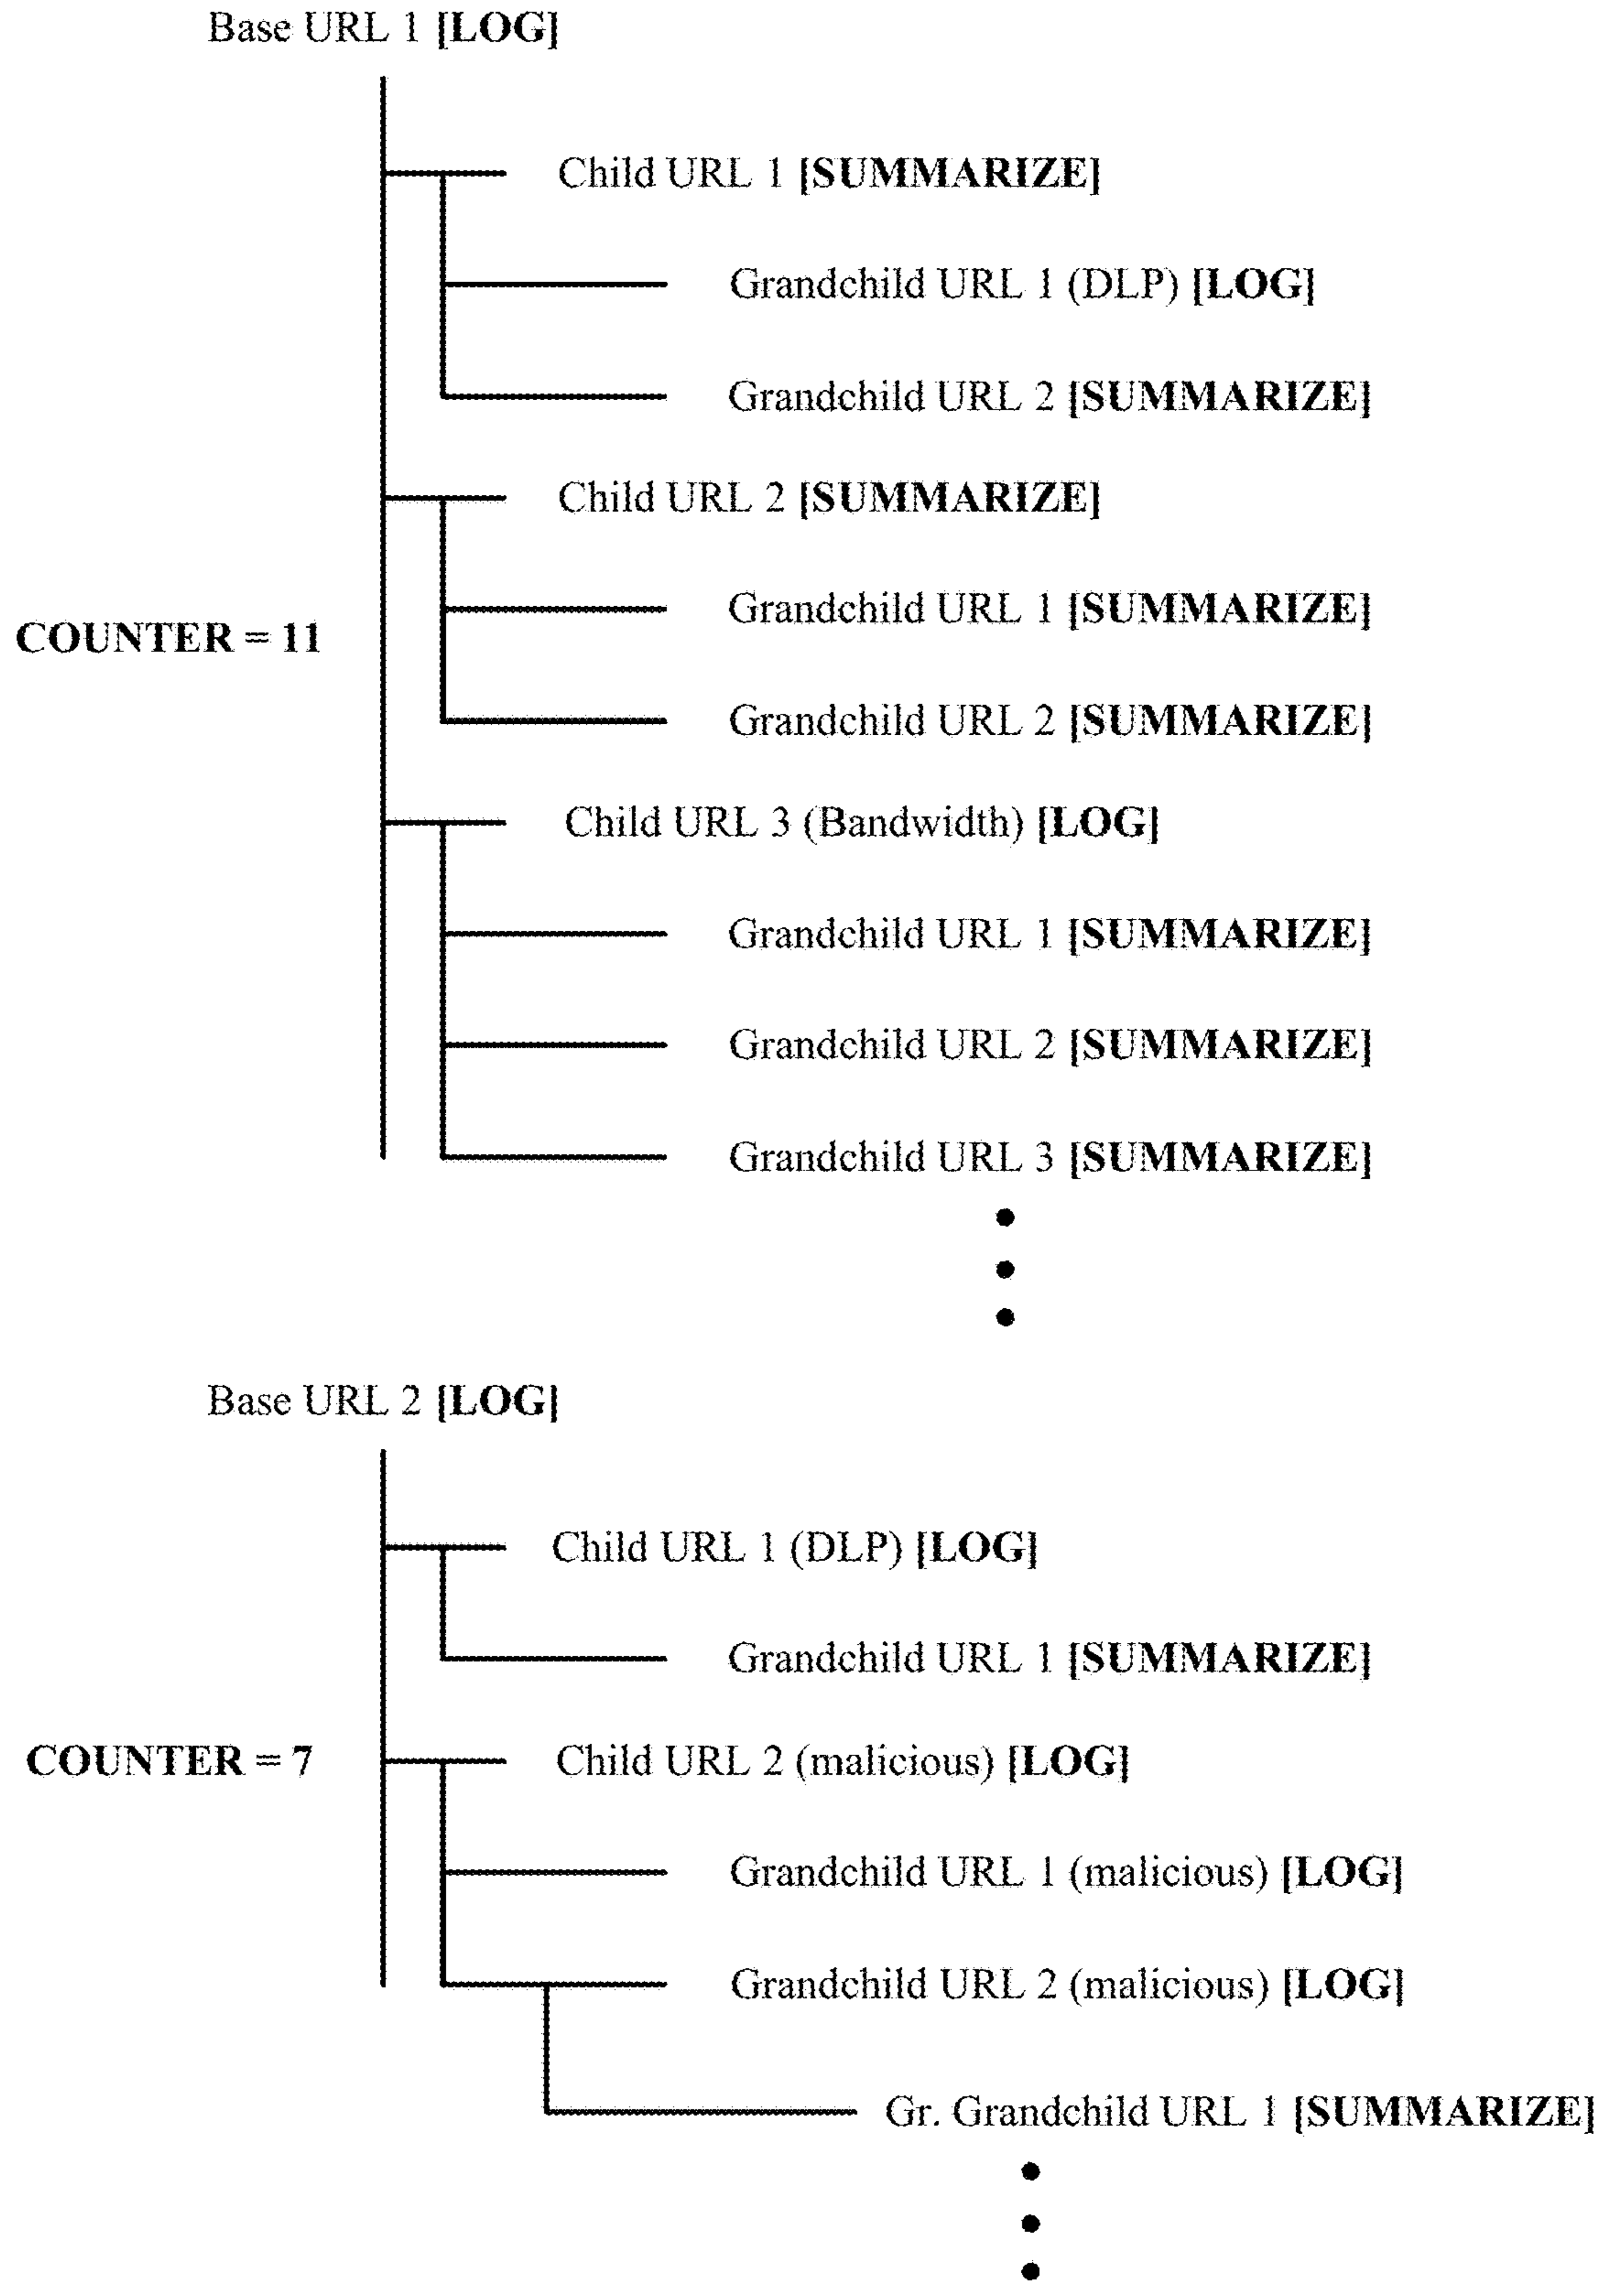 Base URL 1 [LOG]
Child URL 1 [SUMMARIZE]
Grandchild URL 1 (DLP) [LOG]
Grandchild URL 2 [SUMMARIZE]
Child URL 2 [SUMMARIZE]
Grandchild URL 1 [SUMMARIZE]
COUNTER = 11
Grandchild URL 2 [SUMMARIZE]
Child URL 3 (Bandwidth) [LOG]
Grandchild URL 1 [SUMMARIZE]
Grandchild URL 2 [SUMMARIZE]
Grandchild URL 3 [SUMMARIZE]
Base URL 2 [LOG]
Child URL 1 (DLP) [LOG]
Grandchild URL 1 [SUMMARIZE]
COUNTER = 7
Child URL 2 (malicious) [LOG]
Grandchild URL 1 (malicious) [LOG]
Grandchild URL 2 (malicious) [LOG]
Gr. Grandchild URL 1 [SUMMARIZE]